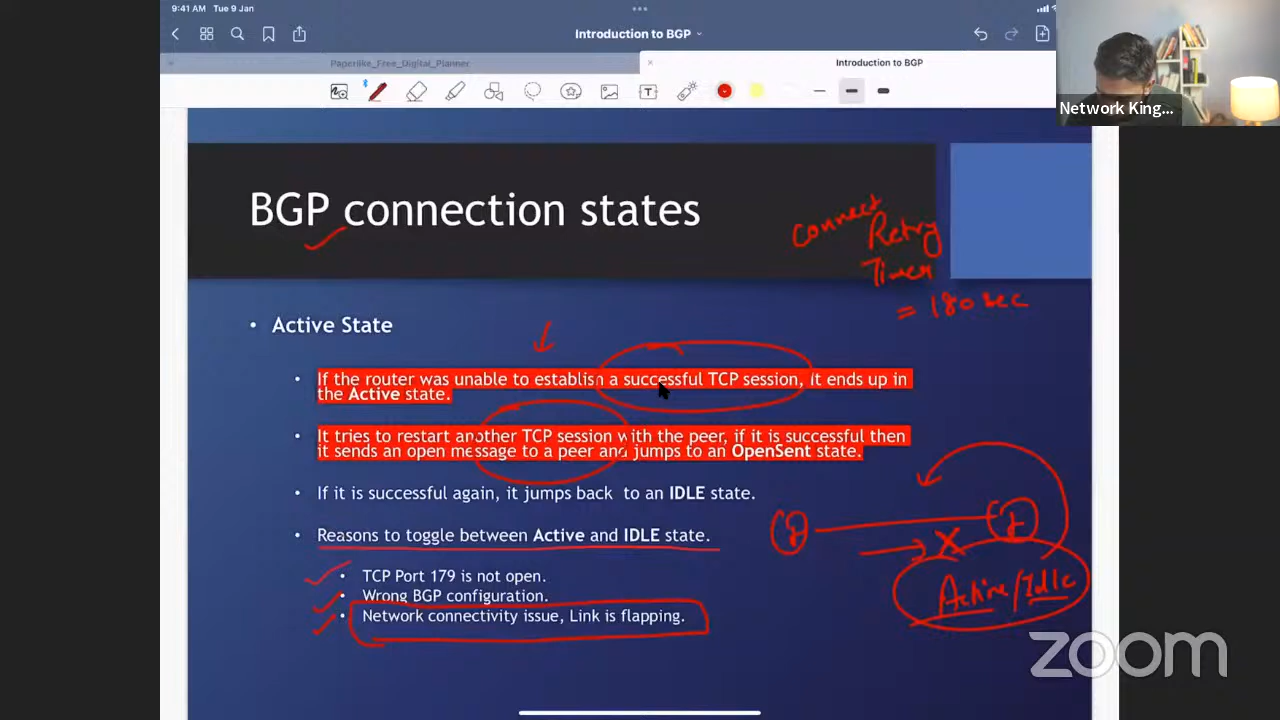 9:41 AM Tue 9 Jan
Introduction to BGP
Paperlike_Free_Digital_Planner
Introduction to BGP
Network King...
BGP connection states
Connect
Retry
Timer
= 180 sec
• Active State
• If the router was unable to establish a successful TCP session, it ends up in
the Active state.
• It tries to restart another TCP session with the peer, if it is successful then
it sends an open message to a peer and jumps to an OpenSent state.
• If it is successful again, it jumps back to an IDLE state.
• Reasons to toggle between Active and IDLE state.
• TCP Port 179 is not open.
• Wrong BGP configuration.
• Network connectivity issue, Link is flapping.
Active/Idle
zoom